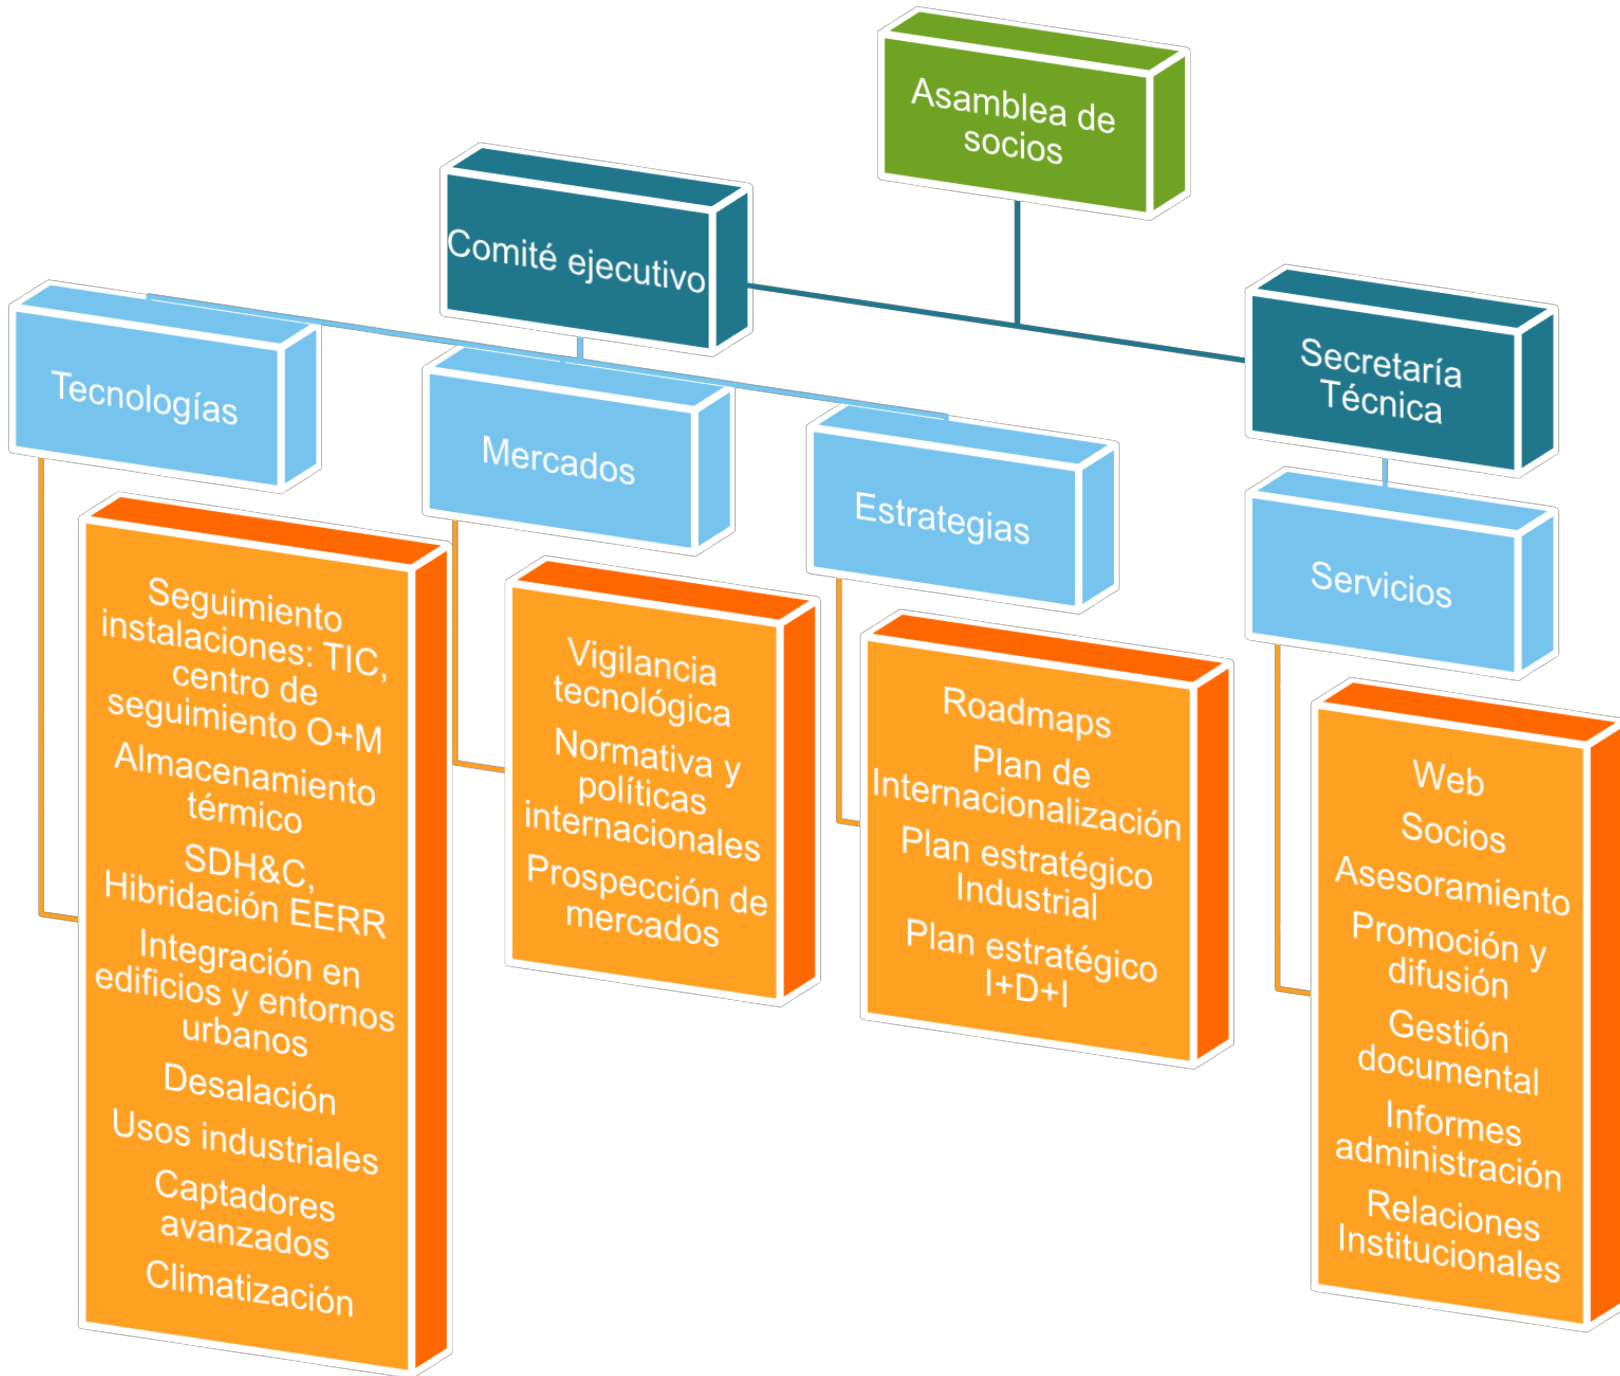 Asamblea de
socios
Comité ejecutivo
Secretaría
Técnica
Tecnologías
Mercados
Estrategias
Servicios
Seguimiento
instalaciones: TIC,
centro de
seguimiento O+M
Almacenamiento
térmico
SDH&C,
Hibridación EERR
Integración en
edificios y entornos
urbanos
Desalación
Usos industriales
Captadores
avanzados
Climatización
Vigilancia
tecnológica
Normativa y
políticas
internacionales
Prospección de
mercados
Roadmaps
Plan de
Internacionalización
Plan estratégico
Industrial
Plan estratégico
I+D+I
Web
Socios
Asesoramiento
Promoción y
difusión
Gestión
documental
Informes
administración
Relaciones
Institucionales